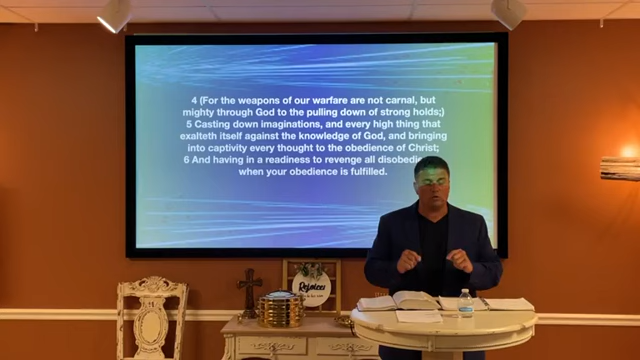 4 (For the weapons of our warfare are not carnal, but
mighty through God to the pulling down of strong holds;)
5 Casting down imaginations, and every high thing that
exalteth itself against the knowledge of God, and bringing
into captivity every thought to the obedience of Christ;
6 And having in a readiness to revenge all
when your obedience is fulfilled.
Rejoice